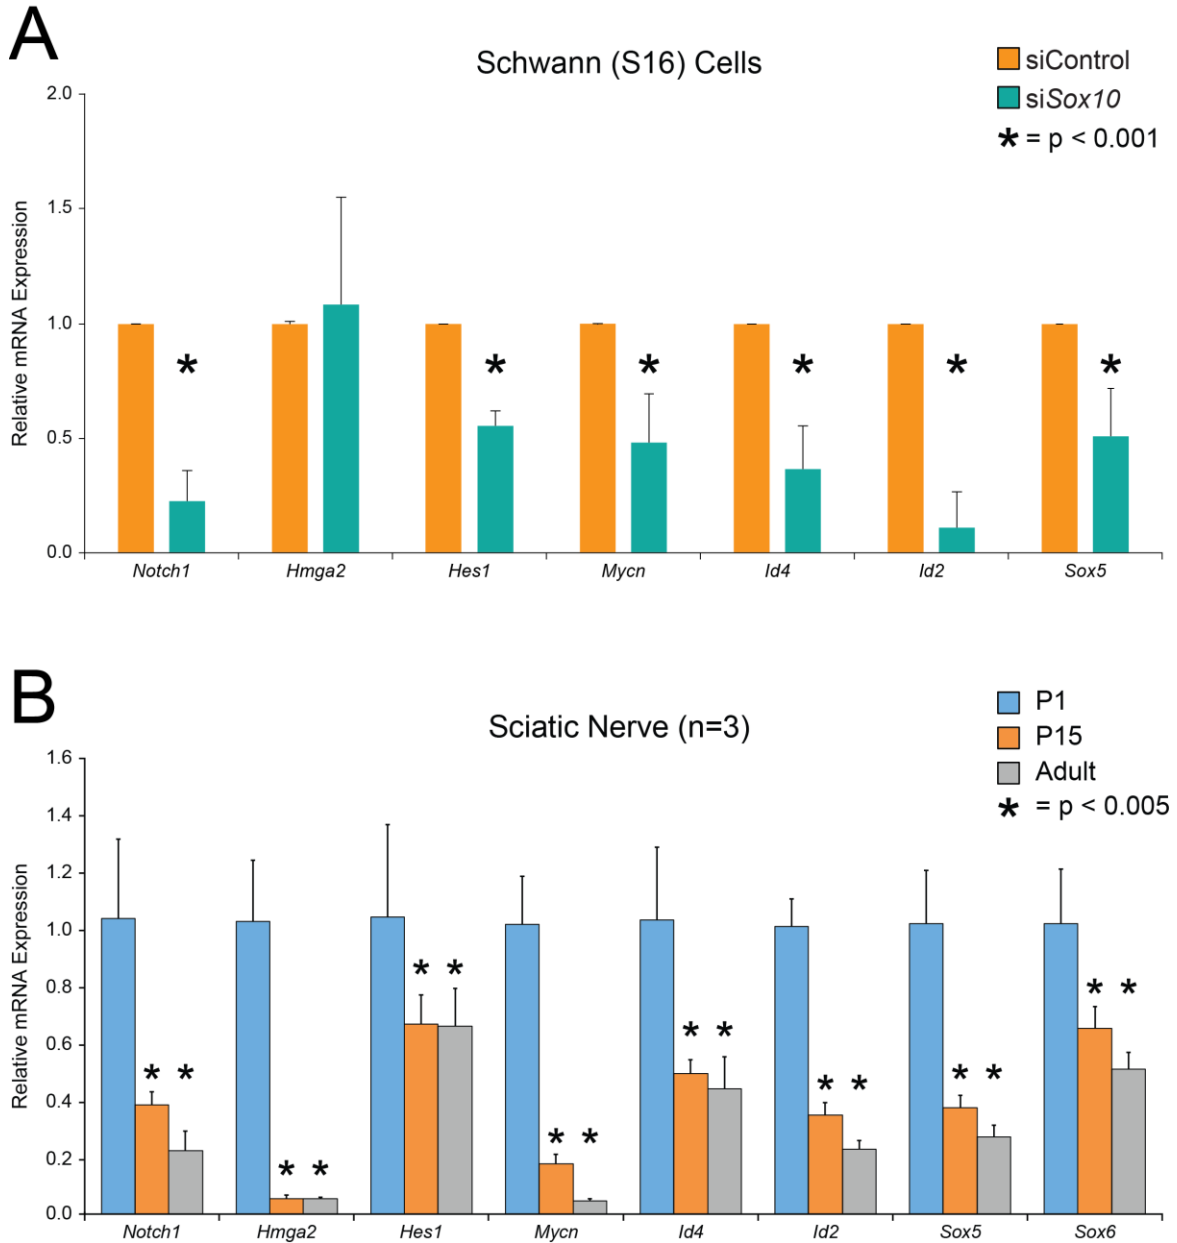 A
Schwann (S16) Cells
siControl
siSox10
* = p < 0.001
Relative mRNA Expression
2.0
1.5
1.0
0.5
0.0
* * * * * *
Notch1 Hmga2 Hes1 Mycn Id4 Id2 Sox5
B
Sciatic Nerve (n=3)
P1
P15
Adult
* = p < 0.005
Relative mRNA Expression
1.6
1.4
1.2
1.0
0.8
0.6
0.4
0.2
0.0
* * * * * * * * * * * * * * * *
Notch1 Hmga2 Hes1 Mycn Id4 Id2 Sox5 Sox6